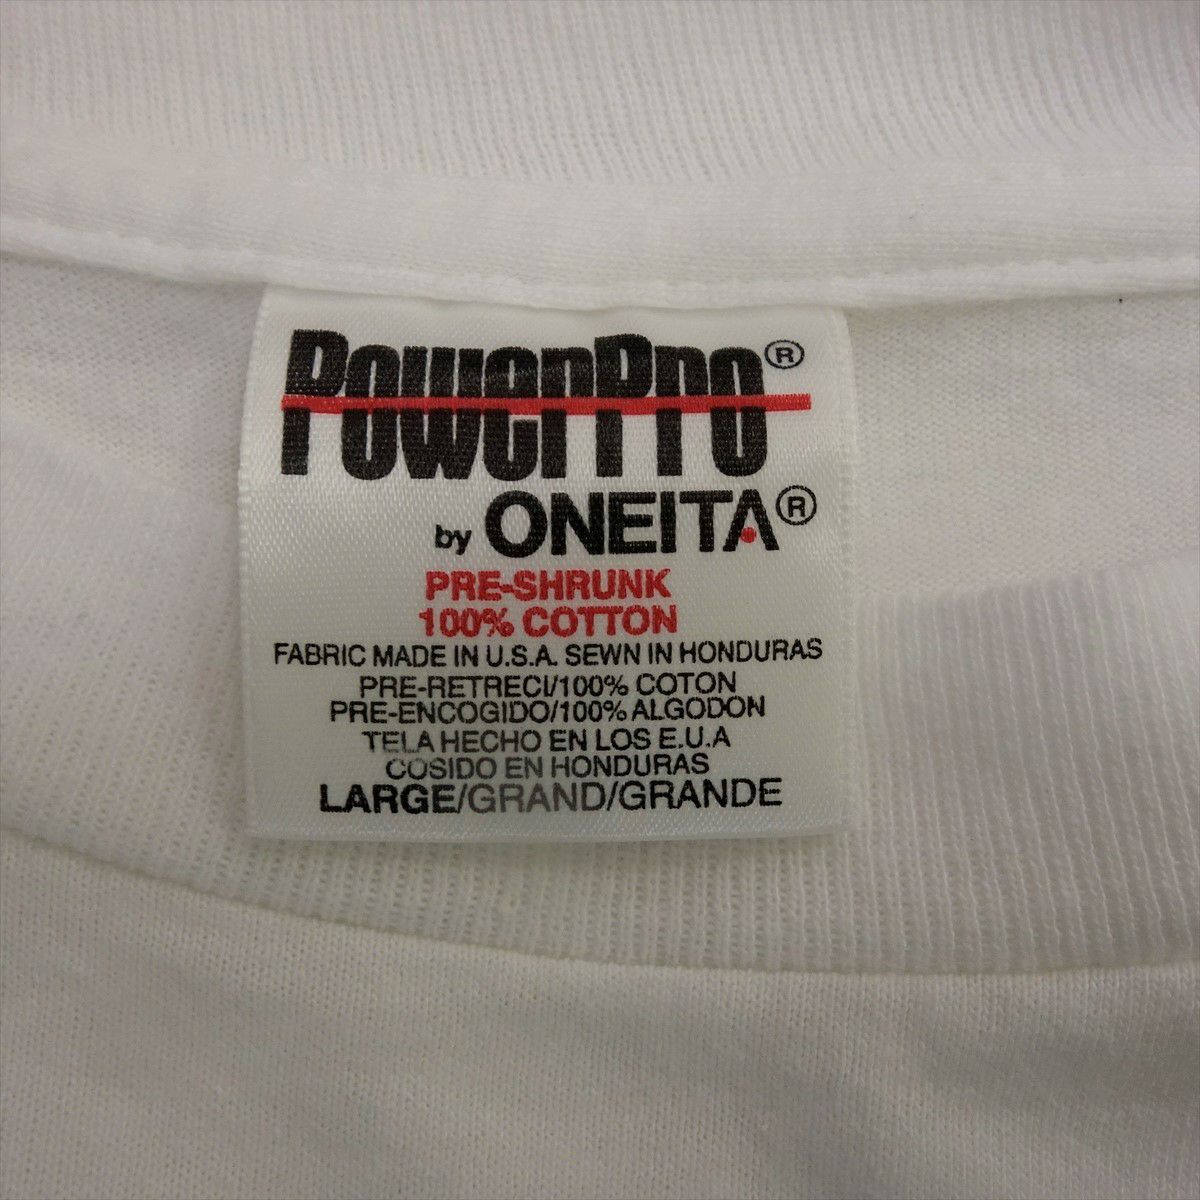 PowerPro®
by ONEITA®
PRE-SHRUNK
100% COTTON
FABRIC MADE IN U.S.A. SEWN IN HONDURAS
PRE-RETRECI/100% COTON
PRE-ENCOGIDO/100% ALGODON
TELA HECHO EN LOS E.U.A
COSIDO EN HONDURAS
LARGE/GRAND/GRANDE